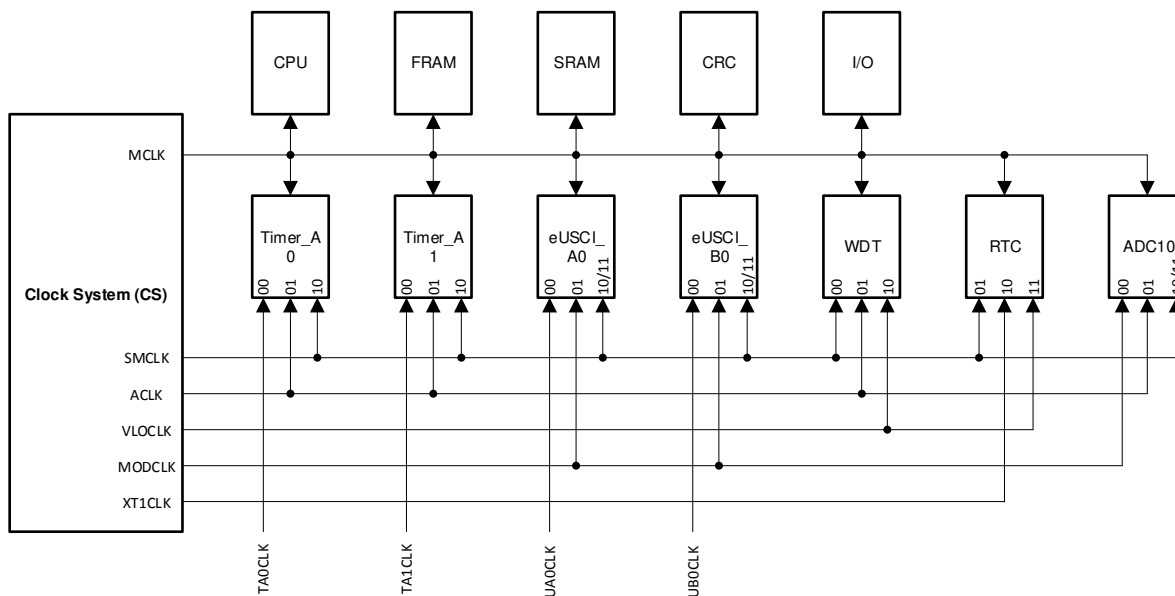 CPU
FRAM
SRAM
CRC
I/O
MCLK
Timer_A
0
Timer_A
1
eUSCI_
A0
eUSCI_
B0
WDT
RTC
ADC10
00
01
10
00
01
10
00
01
10/11
00
01
10/11
00
01
10
01
10
11
00
01
10/11
Clock System (CS)
SMCLK
ACLK
VLOCLK
MODCLK
XT1CLK
TA0CLK
TA1CLK
UA0CLK
UB0CLK